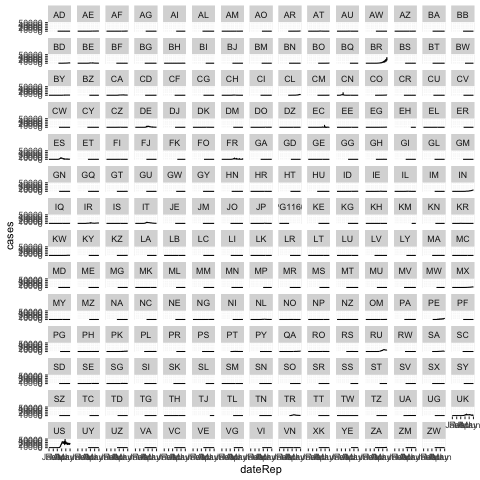 AD AE AF AG AI AL AM AO AR AT AU AW AZ BA BB
BD BE BF BG BH BI BJ BM BN BO BQ BR BS BT BW
BY BZ CA CD CF CG CH CI CL CM CN CO CR CU CV
CW CY CZ DE DJ DK DM DO DZ EC EE EG EH EL ER
ES ET FI FJ FK FO FR GA GD GE GG GH GI GL GM
GN GQ GT GU GW GY HN HR HT HU ID IE IL IM IN
IQ IR IS IT JE JM JO JP KE KG KH KM KN KR
KW KY KZ LA LB LC LI LK LR LT LU LV LY MA MC
MD ME MG MK ML MM MN MP MR MS MT MU MV MW MX
MY MZ NA NC NE NG NI NL NO NP NZ OM PA PE PF
PG PH PK PL PR PS PT PY QA RO RS RU RW SA SC
SD SE SG SI SK SL SM SN SO SR SS ST SV SX SY
SZ TC TD TG TH TJ TL TN TR TT TW TZ UA UG UK
US UY UZ VA VC VE VG VI VN XK YE ZA ZM ZW
cases
dateRep